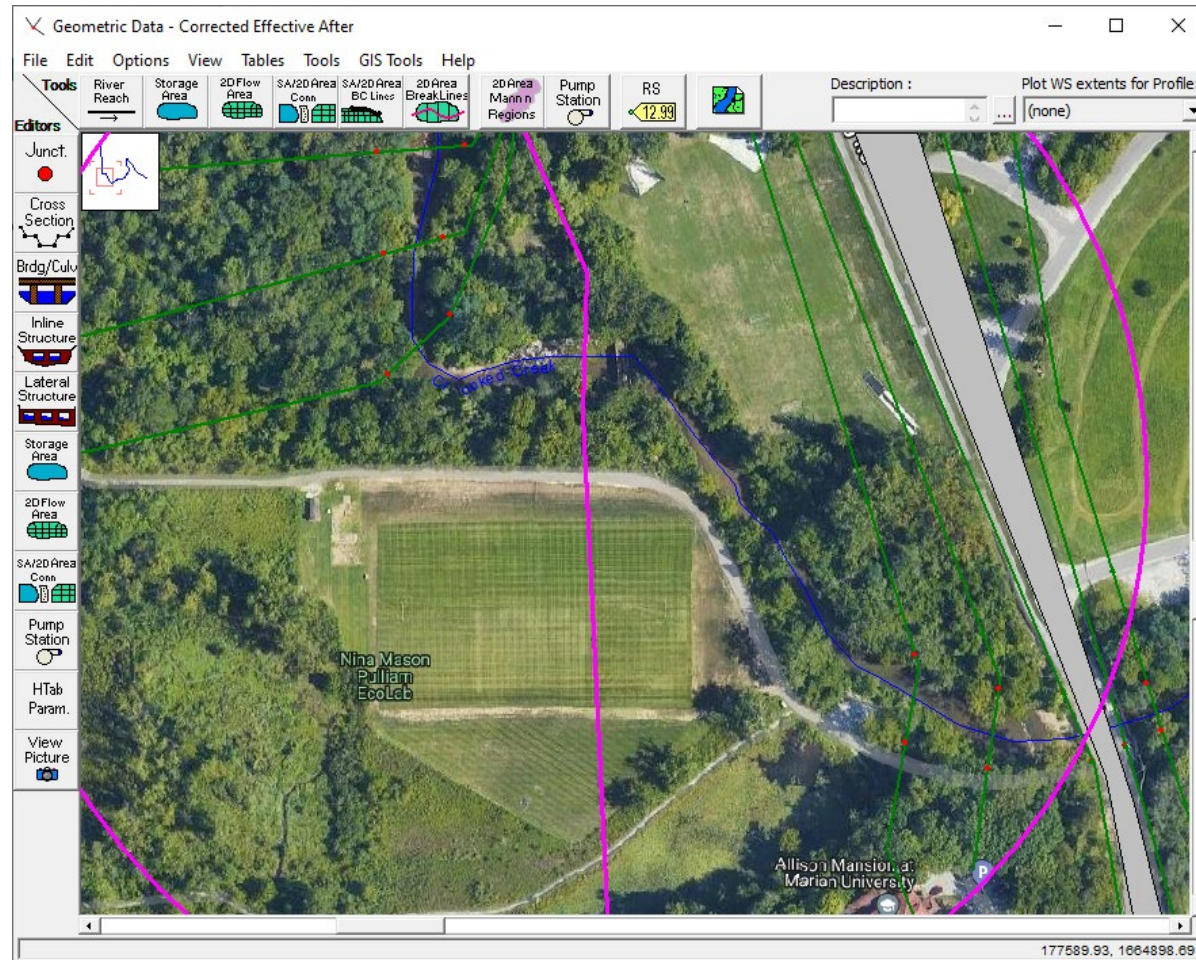 Geometric Data - Corrected Effective After
File Edit Options View Tables Tools GIS Tools Help
Tools
Editors
River
Reach
Storage
Area
2D Flow
Area
SA/2D Area
Conn
SA/2D Area
BC Lines
2D Area
BreakLines
2D Area
Mann n
Regions
Pump
Station
RS
12.99
Description :
...
Plot WS extents for Profile:
(none)
Junct.
Cross
Section
Brdg/Culv
Inline
Structure
Lateral
Structure
Storage
Area
2D Flow
Area
SA/2D Area
Conn
Pump
Station
HTab
Param.
View
Picture
Nina Mason
Pulliam
EcoLab
Allison Mansion at
Marian University
P
177589.93, 1664898.69